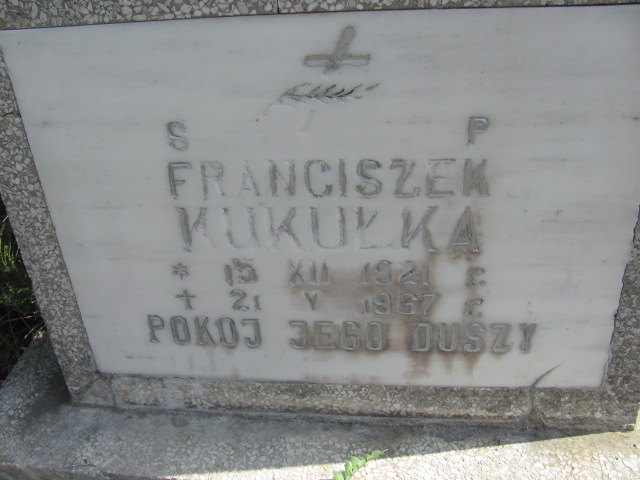 S P
FRANCISZEK
KUKUŁKA
* 15 XII 1921 r.
+ 21 V 1967 r.
POKOJ JEGO DUSZY